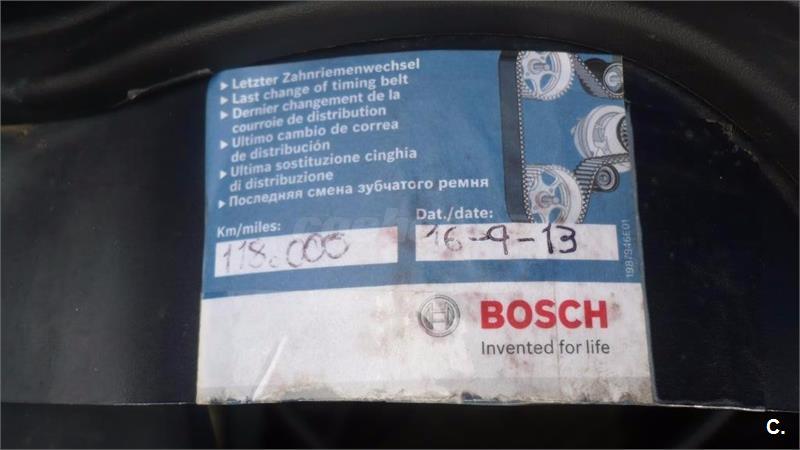 ▸ Letzter Zahnriemenwechsel
▸ Last change of timing belt
▸ Dernier changement de la
courroie de distribution
▸ Ultimo cambio de correa
de distribución
▸ Ultima sostituzione cinghia
di distribuzione
▸ Последняя смена зубчатого ремня
Km/miles:
118.000
Dat./date:
16-9-13
1987946E01
BOSCH
Invented for life
C.